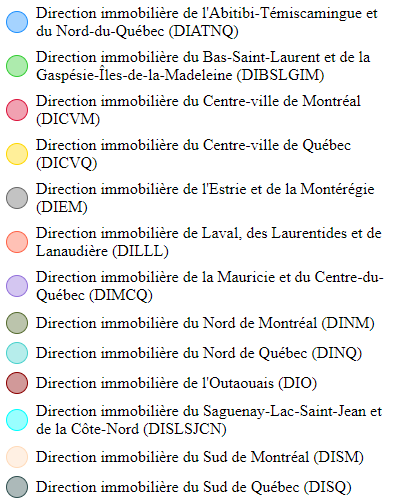 Direction immobilière de l'Abitibi-Témiscamingue et
du Nord-du-Québec (DIATNQ)
Direction immobilière du Bas-Saint-Laurent et de la
Gaspésie-Îles-de-la-Madeleine (DIBSLGIM)
Direction immobilière du Centre-ville de Montréal
(DICVM)
Direction immobilière du Centre-ville de Québec
(DICVQ)
Direction immobilière de l'Estrie et de la Montérégie
(DIEM)
Direction immobilière de Laval, des Laurentides et de
Lanaudière (DILLL)
Direction immobilière de la Mauricie et du Centre-du-
Québec (DIMCQ)
Direction immobilière du Nord de Montréal (DINM)
Direction immobilière du Nord de Québec (DINQ)
Direction immobilière de l'Outaouais (DIO)
Direction immobilière du Saguenay-Lac-Saint-Jean et
de la Côte-Nord (DISLSJCN)
Direction immobilière du Sud de Montréal (DISM)
Direction immobilière du Sud de Québec (DISQ)